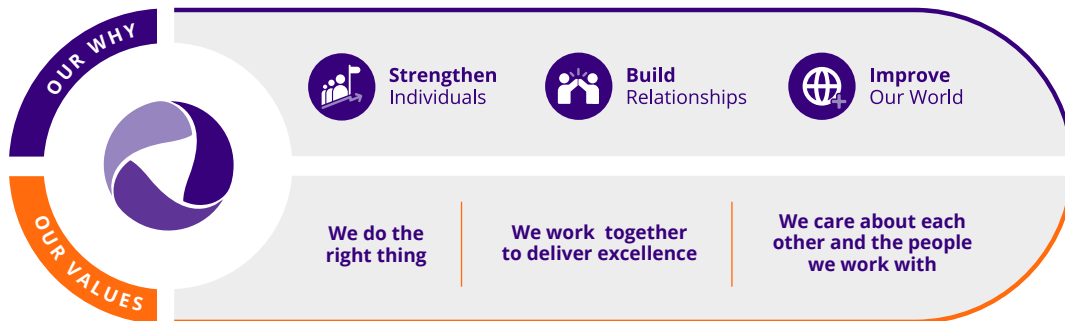 OUR WHY
Strengthen
Individuals
Build
Relationships
Improve
Our World
OUR VALUES
We do the
right thing
We work together
to deliver excellence
We care about each
other and the people
we work with